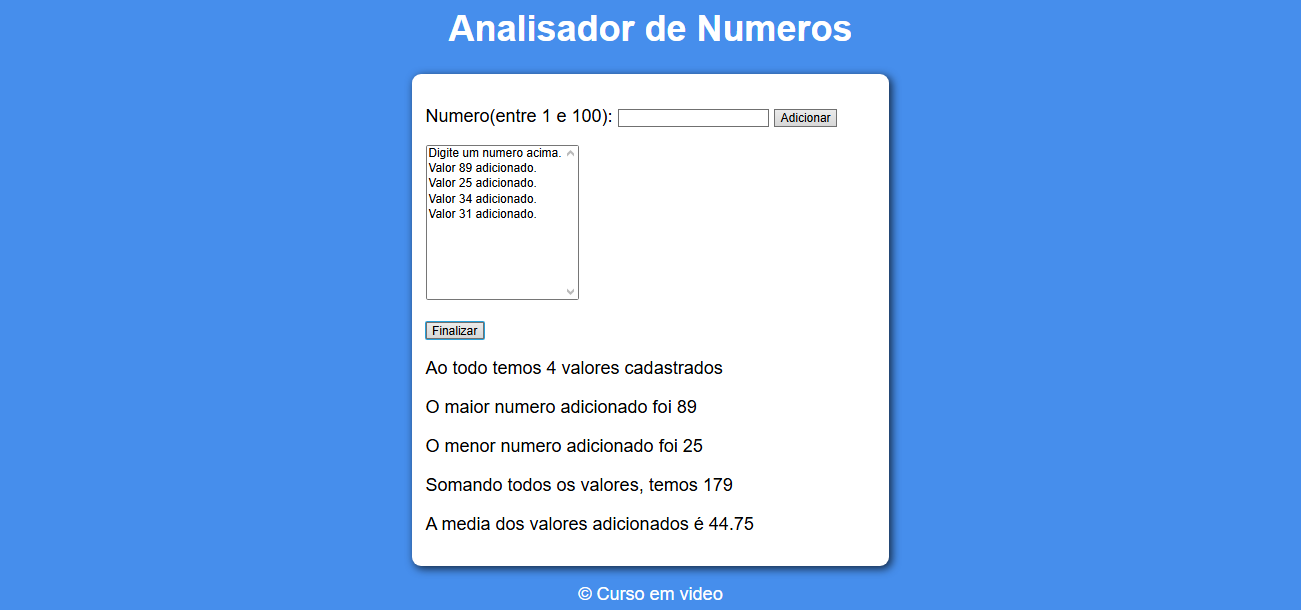 Analisador de Numeros
Numero(entre 1 e 100): Adicionar
Digite um numero acima.
Valor 89 adicionado.
Valor 25 adicionado.
Valor 34 adicionado.
Valor 31 adicionado.
Finalizar
Ao todo temos 4 valores cadastrados
O maior numero adicionado foi 89
O menor numero adicionado foi 25
Somando todos os valores, temos 179
A media dos valores adicionados é 44.75
© Curso em video